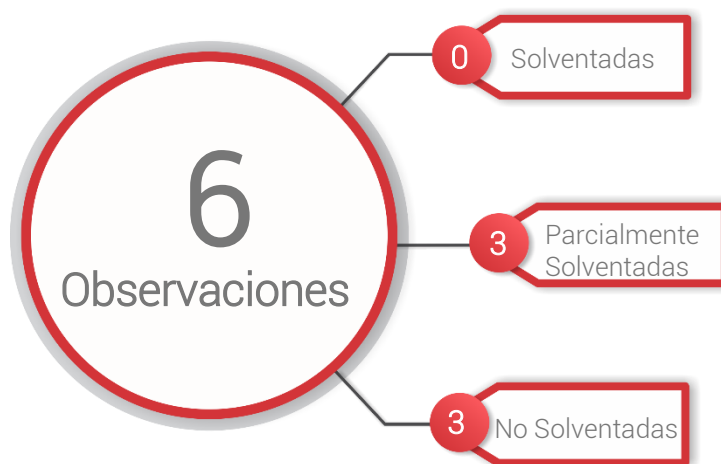 6
Observaciones
0
Solventadas
3
Parcialmente
Solventadas
3
No Solventadas